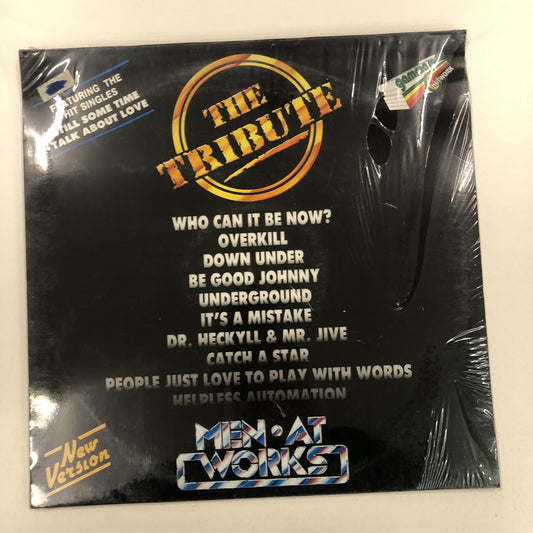 FEATURING THE
HIT SINGLES
STILL SOME TIME
TALK ABOUT LOVE
THE
TRIBUTE
WHO CAN IT BE NOW?
OVERKILL
DOWN UNDER
BE GOOD JOHNNY
UNDERGROUND
IT'S A MISTAKE
DR. HECKYLL & MR. JIVE
CATCH A STAR
PEOPLE JUST LOVE TO PLAY WITH WORDS
HELPLESS AUTOMATION
MEN·AT
WORKS
New
Version